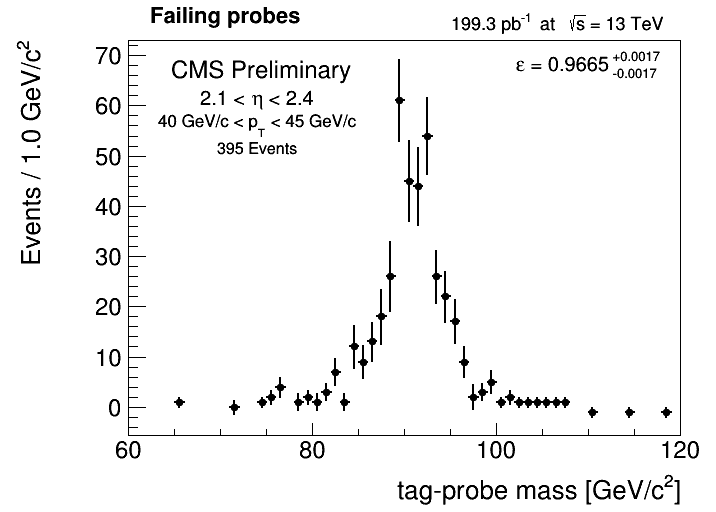 Failing probes
199.3 pb⁻¹ at √s = 13 TeV
CMS Preliminary
2.1 < η < 2.4
40 GeV/c < p_T < 45 GeV/c
395 Events
ε = 0.9665 +0.0017 -0.0017
Events / 1.0 GeV/c²
70
60
50
40
30
20
10
0
60 80 100 120
tag-probe mass [GeV/c²]